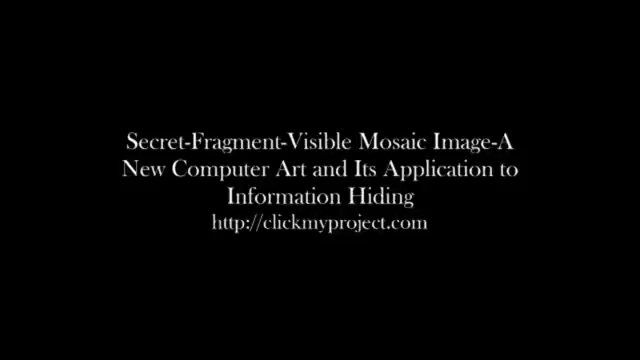 Secret-Fragment-Visible Mosaic Image-A
New Computer Art and Its Application to
Information Hiding
http://clickmyproject.com